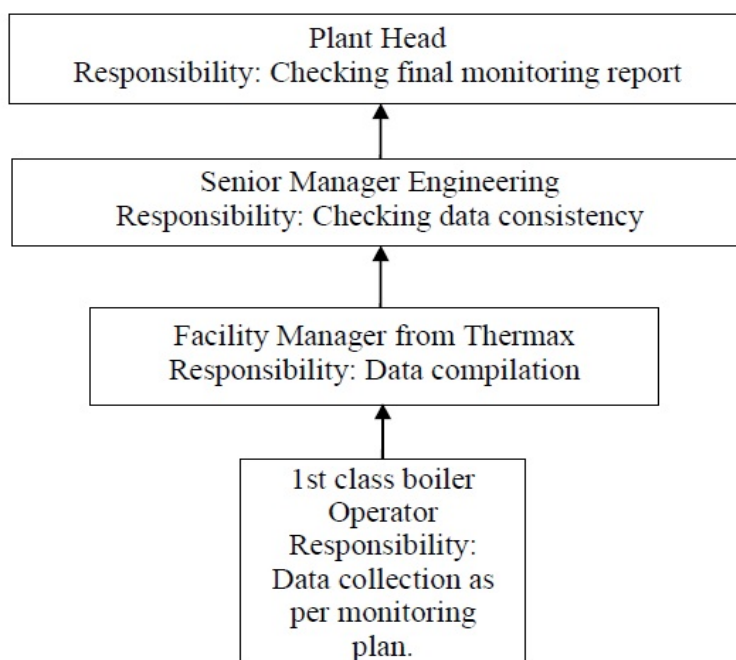 Plant Head
Responsibility: Checking final monitoring report
Senior Manager Engineering
Responsibility: Checking data consistency
Facility Manager from Thermax
Responsibility: Data compilation
1st class boiler
Operator
Responsibility:
Data collection as
per monitoring
plan.